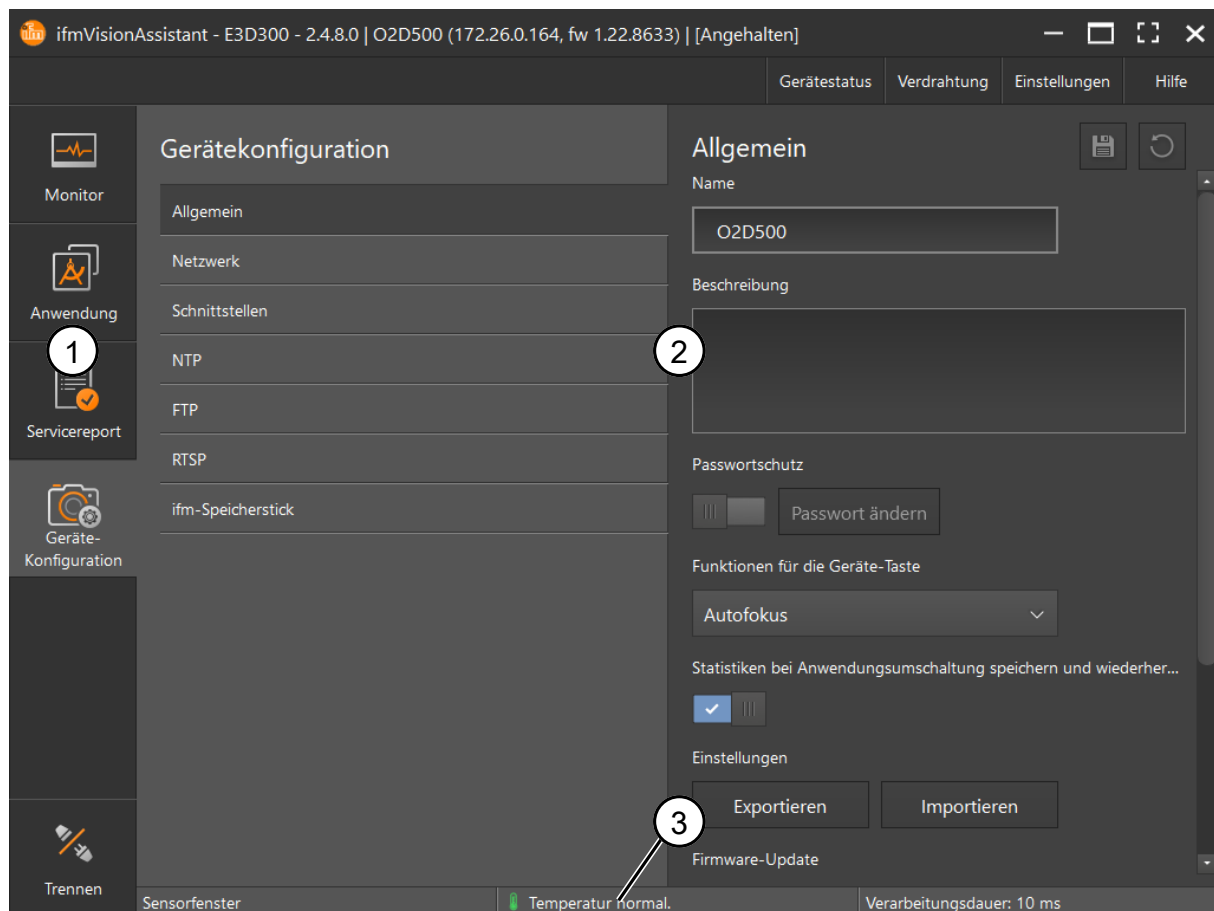 ifm ifmVisionAssistant - E3D300 - 2.4.8.0 | O2D500 (172.26.0.164, fw 1.22.8633) | [Angehalten]
Gerätestatus Verdrahtung Einstellungen Hilfe
Monitor
Anwendung
1
Servicereport
Geräte-
Konfiguration
Trennen
Gerätekonfiguration
Allgemein
Netzwerk
Schnittstellen
NTP
FTP
RTSP
ifm-Speicherstick
Allgemein
Name
O2D500
Beschreibung
2
Passwortschutz
Passwort ändern
Funktionen für die Geräte-Taste
Autofokus
Statistiken bei Anwendungsumschaltung speichern und wiederher...
Einstellungen
Exportieren Importieren
3
Firmware-Update
Sensorfenster Temperatur normal. Verarbeitungsdauer: 10 ms